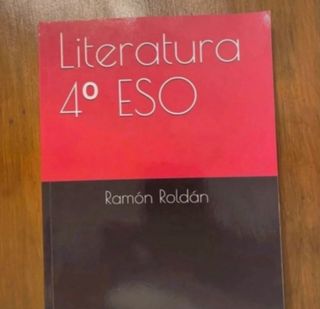 Literatura
4º ESO
Ramón Roldán